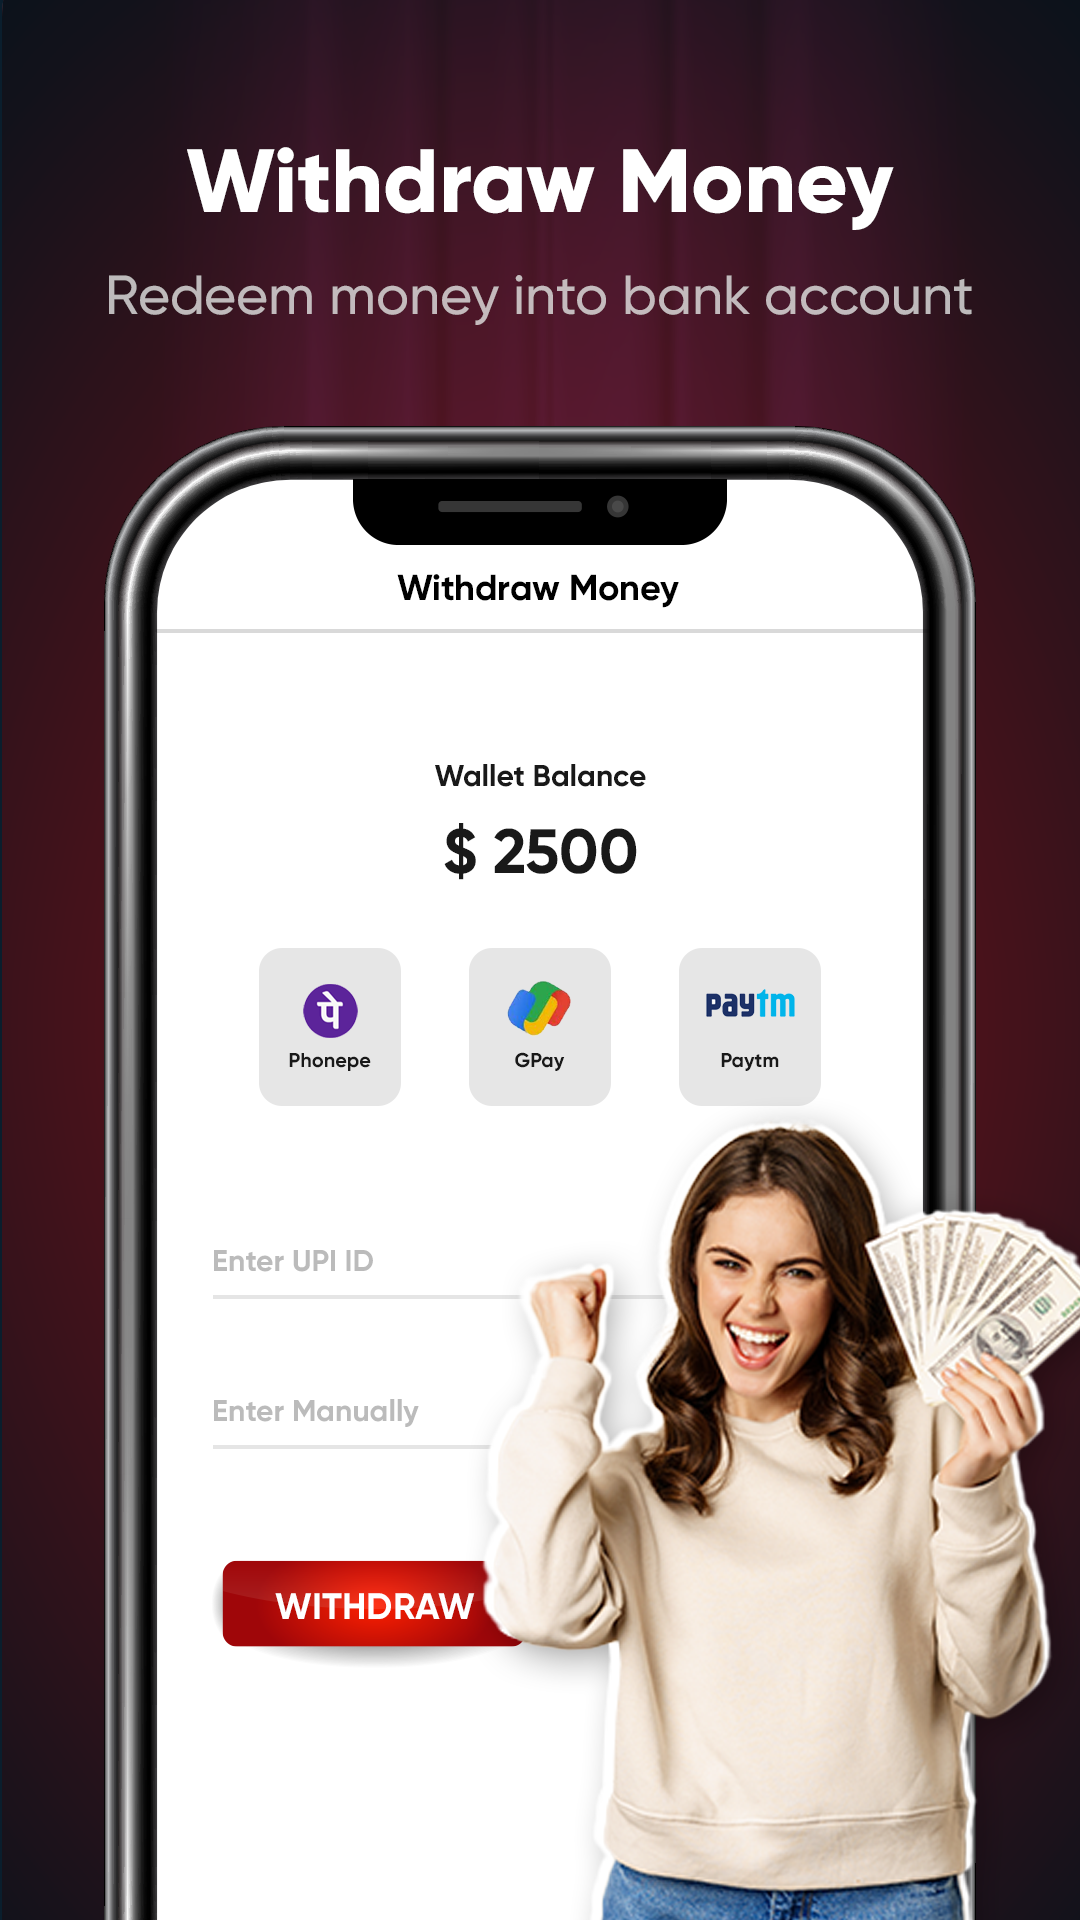 Withdraw Money
Redeem money into bank account
Withdraw Money
Wallet Balance
$ 2500
पे
Phonepe
GPay
paytm
Paytm
Enter UPI ID
Enter Manually
WITHDRAW